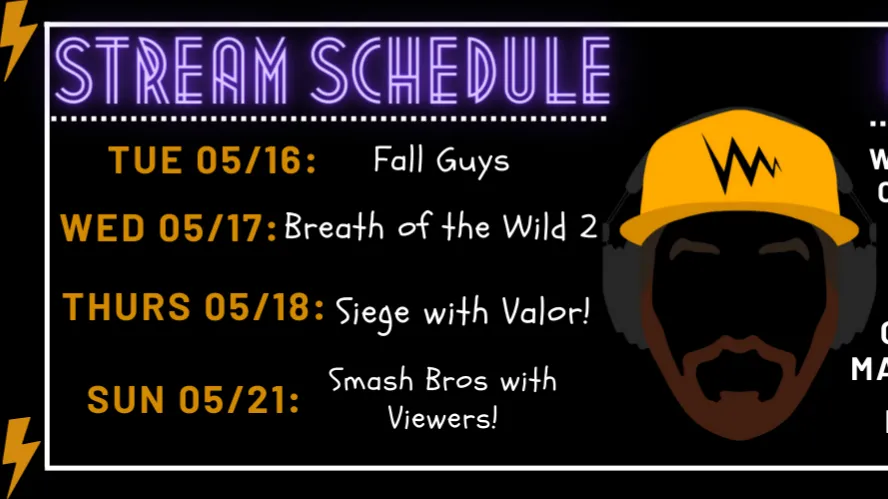 STREAM SCHEDULE
TUE 05/16: Fall Guys
WED 05/17: Breath of the Wild 2
THURS 05/18: Siege with Valor!
SUN 05/21: Smash Bros with
Viewers!
MA